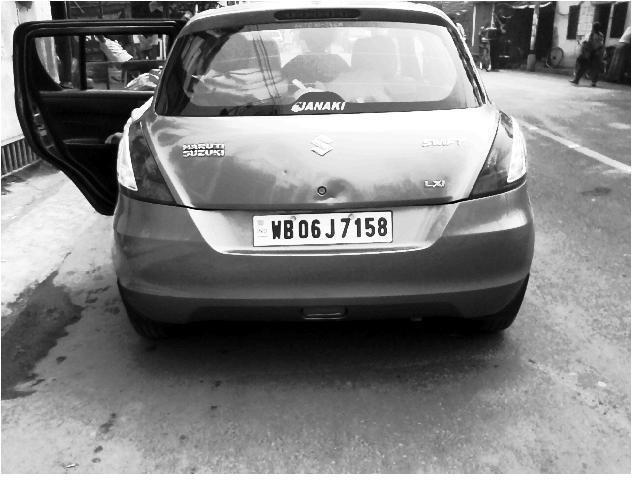 JANAKI
MARUTI
SUZUKI
SWIFT
LXI
WB06J7158